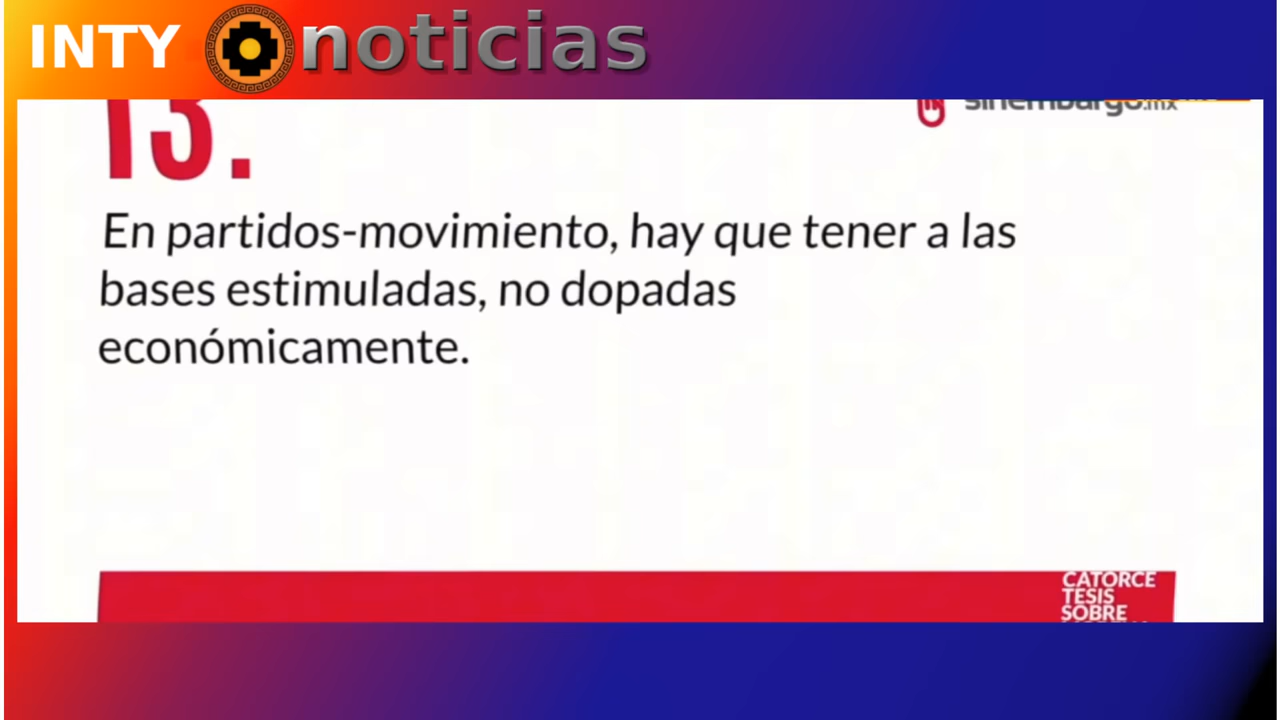 INTY noticias
13.
sinembargo.mx
En partidos-movimiento, hay que tener a las
bases estimuladas, no dopadas
económicamente.
CATORCE
TESIS
SOBRE